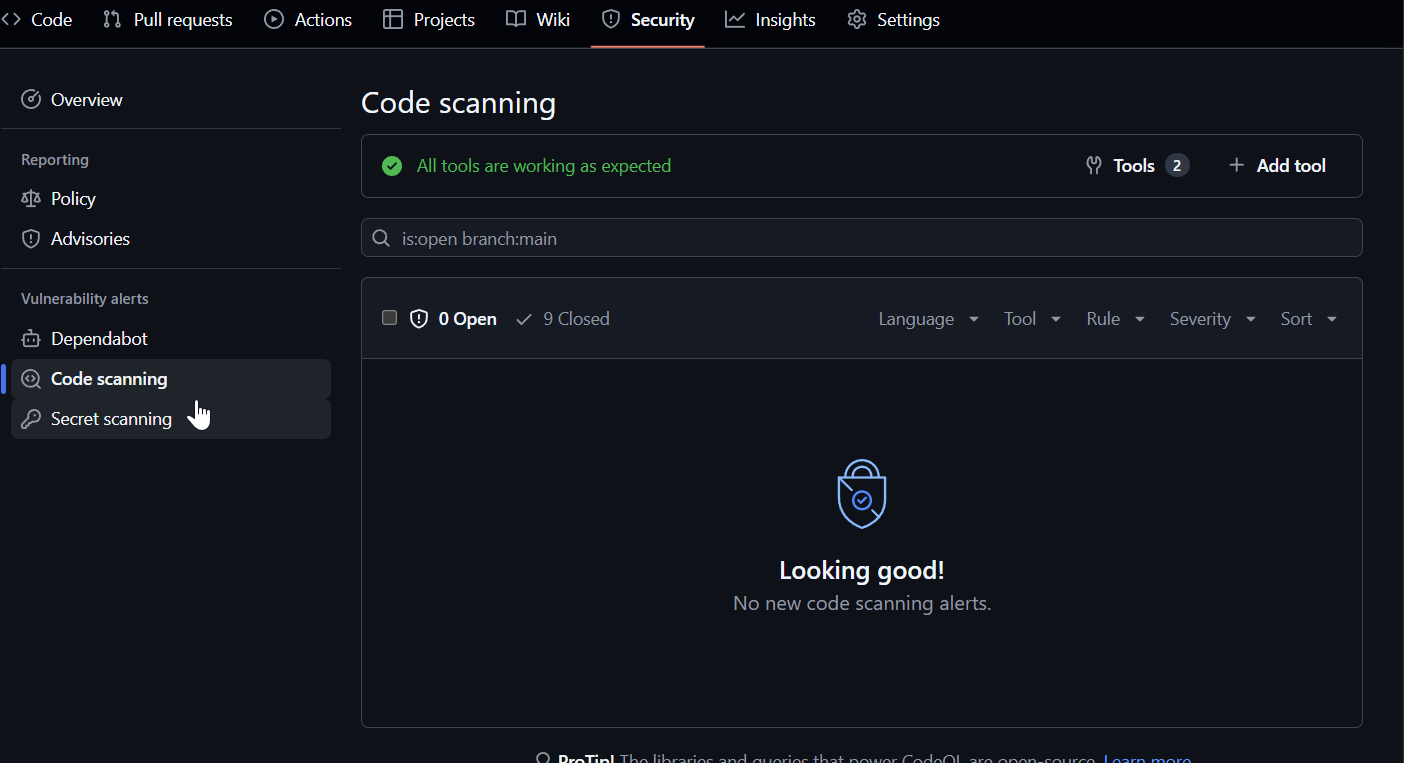 Code Pull requests Actions Projects Wiki Security Insights Settings
Overview
Reporting
Policy
Advisories
Vulnerability alerts
Dependabot
Code scanning
Secret scanning
Code scanning
All tools are working as expected Tools 2 Add tool
is:open branch:main
0 Open 9 Closed Language Tool Rule Severity Sort
Looking good!
No new code scanning alerts.
ProTip! The libraries and queries that power CodeQL are open-source. Learn more